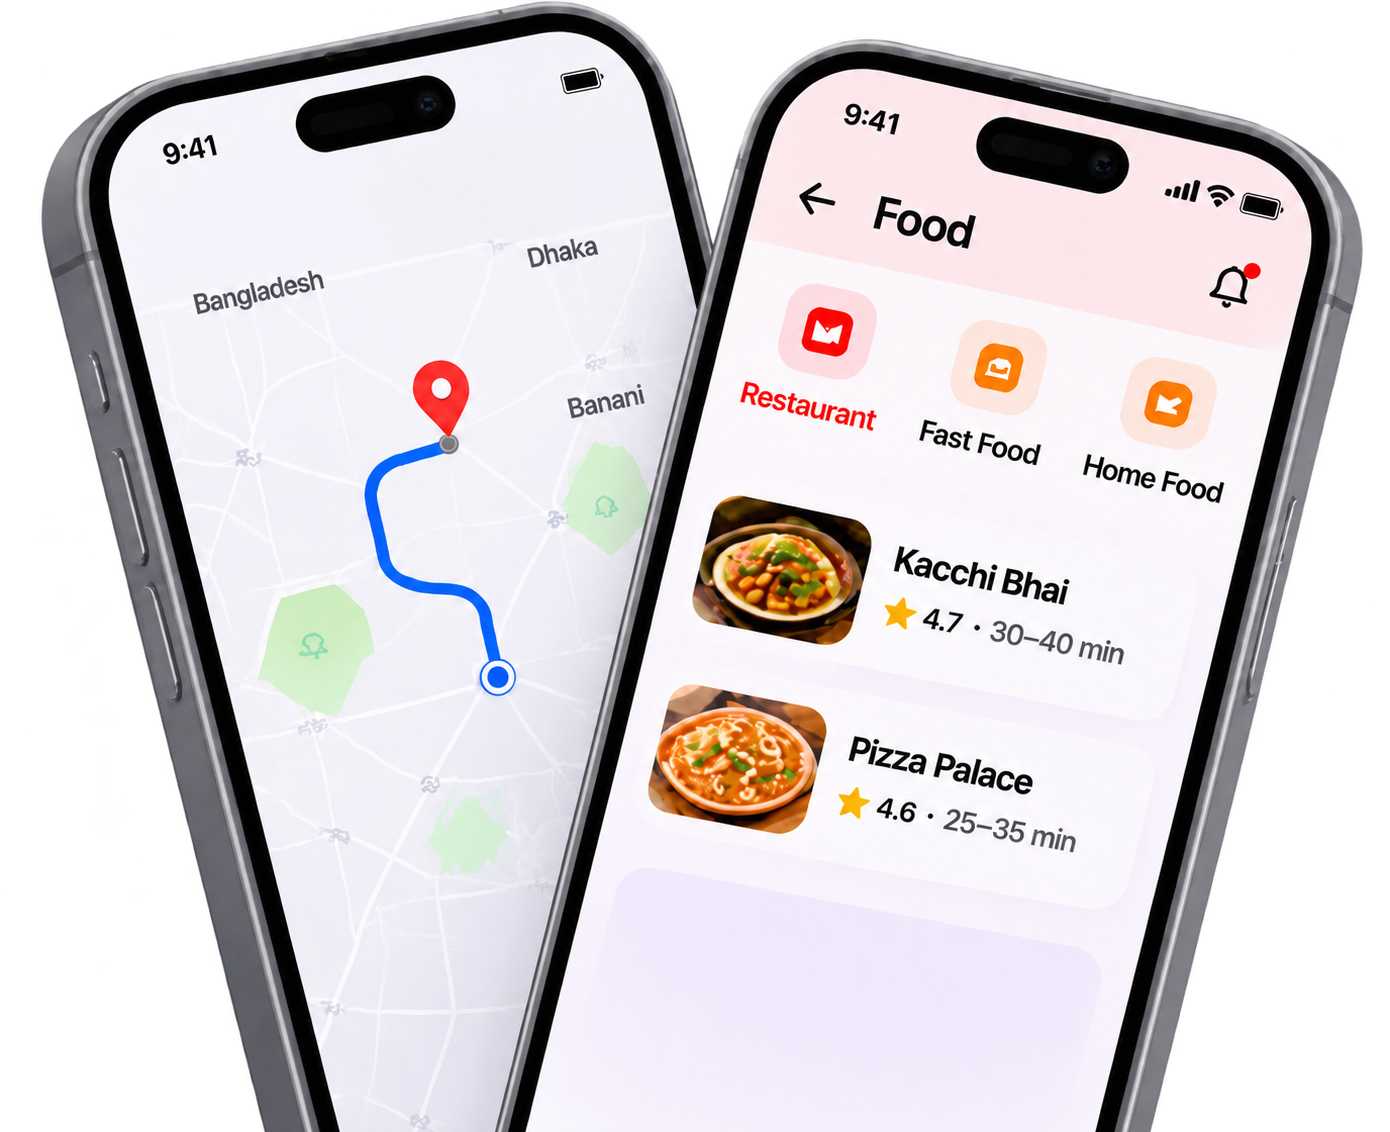 9:41
Bangladesh
Dhaka
Banani
9:41
Food
Restaurant
Fast Food
Home Food
Kacchi Bhai
4.7 • 30–40 min
Pizza Palace
4.6 • 25–35 min